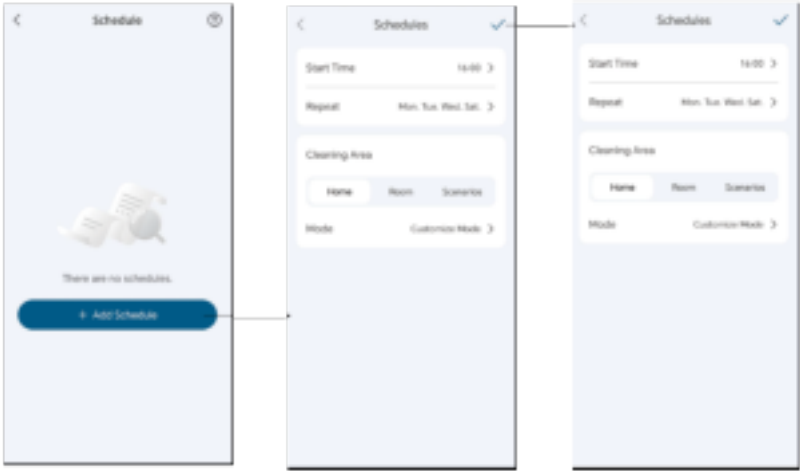 Schedule
There are no schedules.
+ Add Schedule
Schedules
Start Time 16:00
Repeat Mon. Tue. Wed. Sat.
Cleaning Area
Home Room Scenarios
Mode Customize Mode
Schedules
Start Time 16:00
Repeat Mon. Tue. Wed. Sat.
Cleaning Area
Home Room Scenarios
Mode Customize Mode